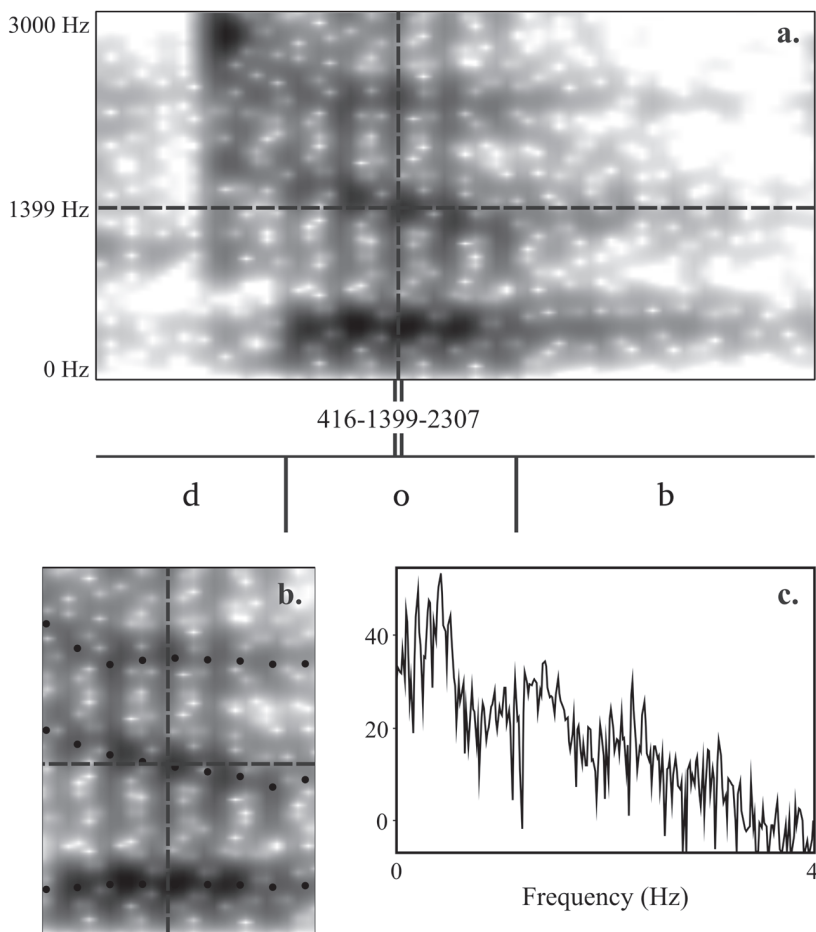 3000 Hz
a.
1399 Hz
0 Hz
416-1399-2307
d o b
b.
c.
40
20
0
0 4
Frequency (Hz)